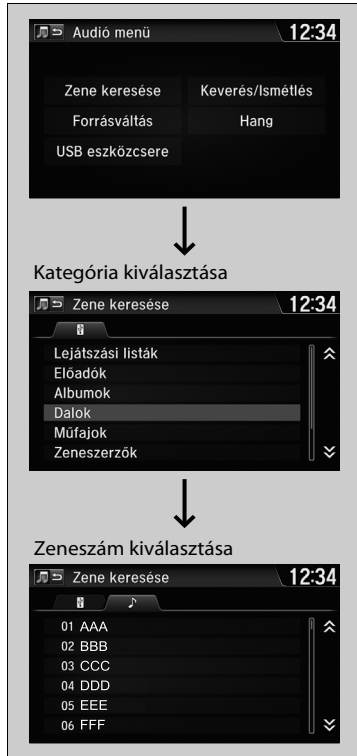 Audió menü 12:34
Zene keresése Keverés/Ismétlés
Forrásváltás Hang
USB eszközcsere
Kategória kiválasztása
Zene keresése 12:34
Lejátszási listák
Előadók
Albumok
Dalok
Műfajok
Zeneszerzők
Zeneszám kiválasztása
Zene keresése 12:34
01 AAA
02 BBB
03 CCC
04 DDD
05 EEE
06 FFF